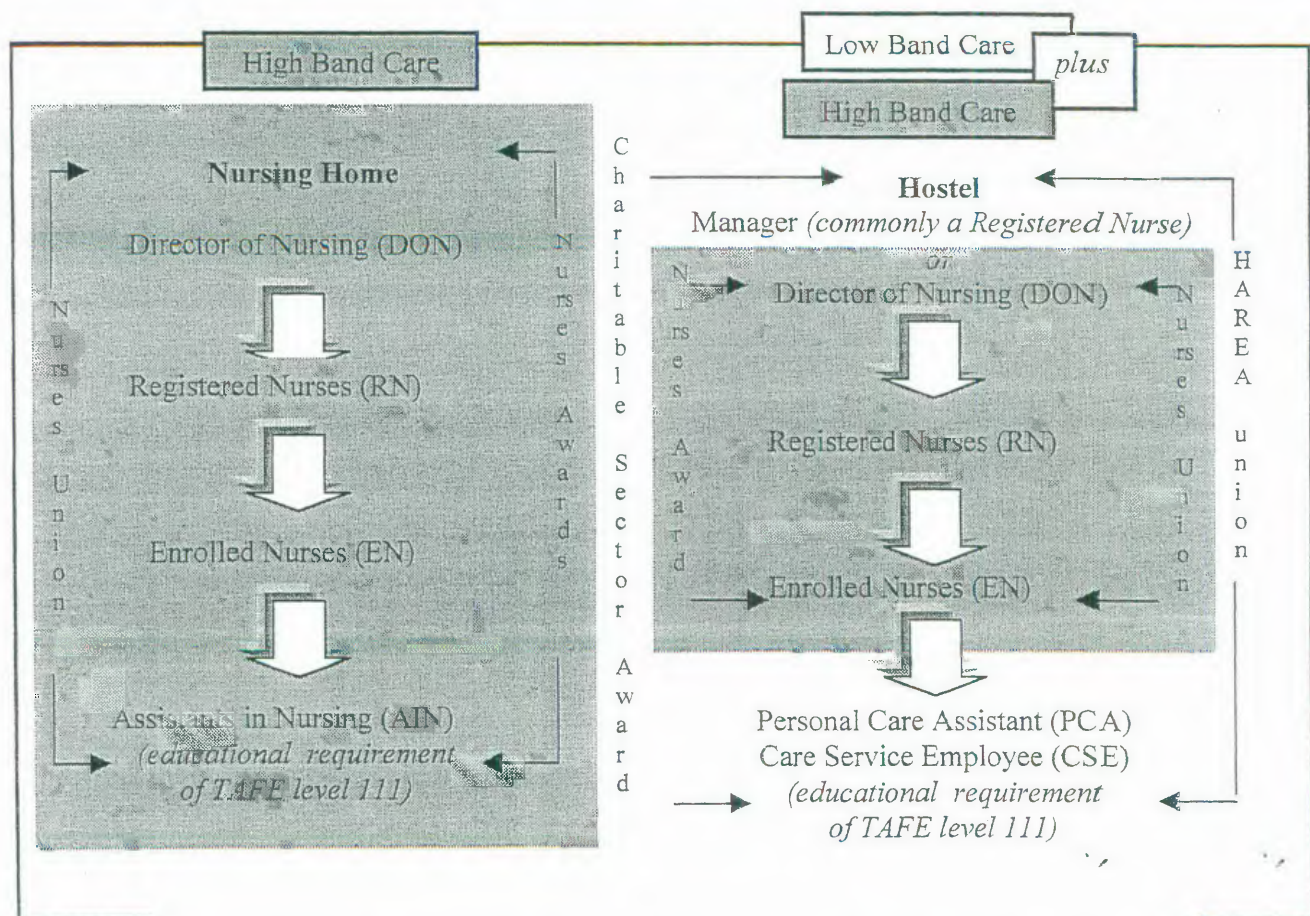 High Band Care
Nursing Home
Director of Nursing (DON)
Registered Nurses (RN)
Enrolled Nurses (EN)
Assistants in Nursing (AIN)
(educational requirement
of TAFE level 111)
Nurses Union
Nurses Awards
Charitable Sector Award
Low Band Care
plus
High Band Care
Hostel
Manager (commonly a Registered Nurse)
or
Director of Nursing (DON)
Registered Nurses (RN)
Enrolled Nurses (EN)
Personal Care Assistant (PCA)
Care Service Employee (CSE)
(educational requirement
of TAFE level 111)
Nurses Award
Nurses Union
HAREA union